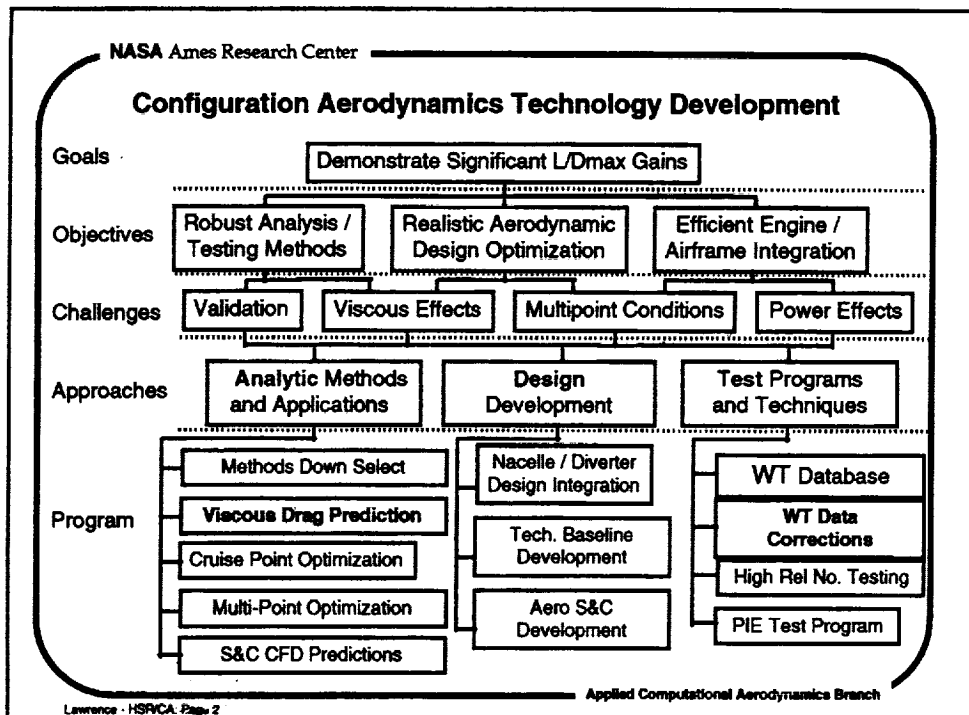 NASA Ames Research Center
Configuration Aerodynamics Technology Development
Goals
Demonstrate Significant L/Dmax Gains
Objectives
Robust Analysis /
Testing Methods
Realistic Aerodynamic
Design Optimization
Efficient Engine /
Airframe Integration
Challenges
Validation
Viscous Effects
Multipoint Conditions
Power Effects
Approaches
Analytic Methods
and Applications
Design
Development
Test Programs
and Techniques
Program
Methods Down Select
Viscous Drag Prediction
Cruise Point Optimization
Multi-Point Optimization
S&C CFD Predictions
Nacelle / Diverter
Design Integration
Tech. Baseline
Development
Aero S&C
Development
WT Database
WT Data
Corrections
High Rel No. Testing
PIE Test Program
Applied Computational Aerodynamics Branch
Lawrence - HSR/CA: Page 2